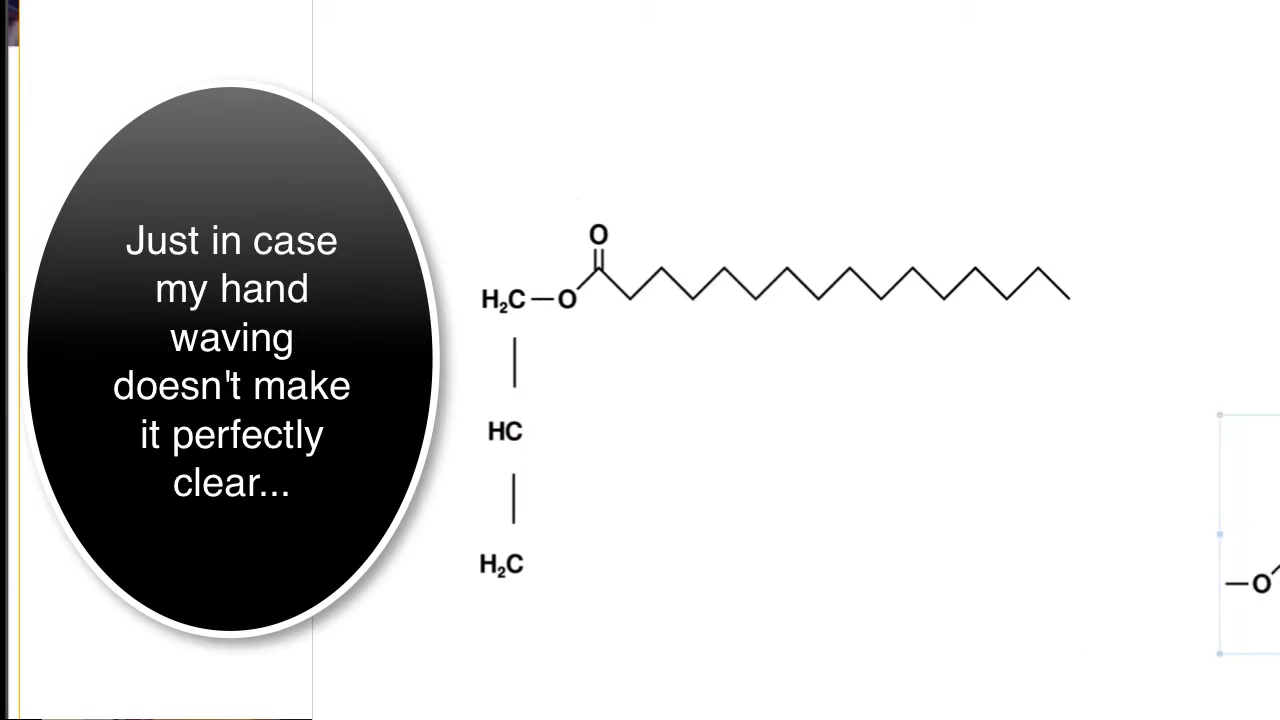 Just in case
my hand
waving
doesn't make
it perfectly
clear...
O
H₂C—O
HC
H₂C
—O